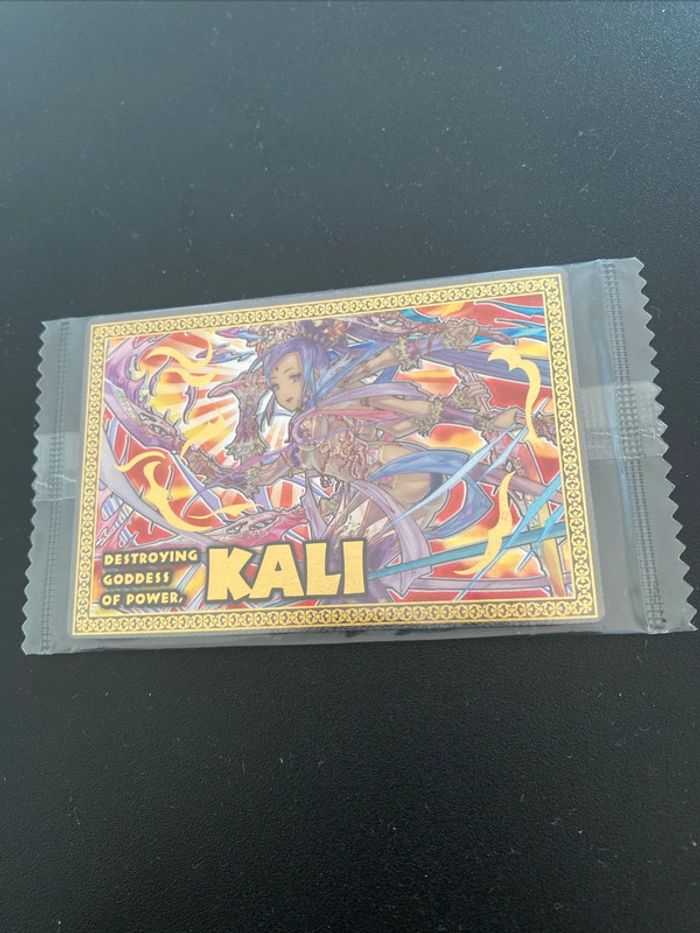 DESTROYING
GODDESS
OF POWER,
KALI